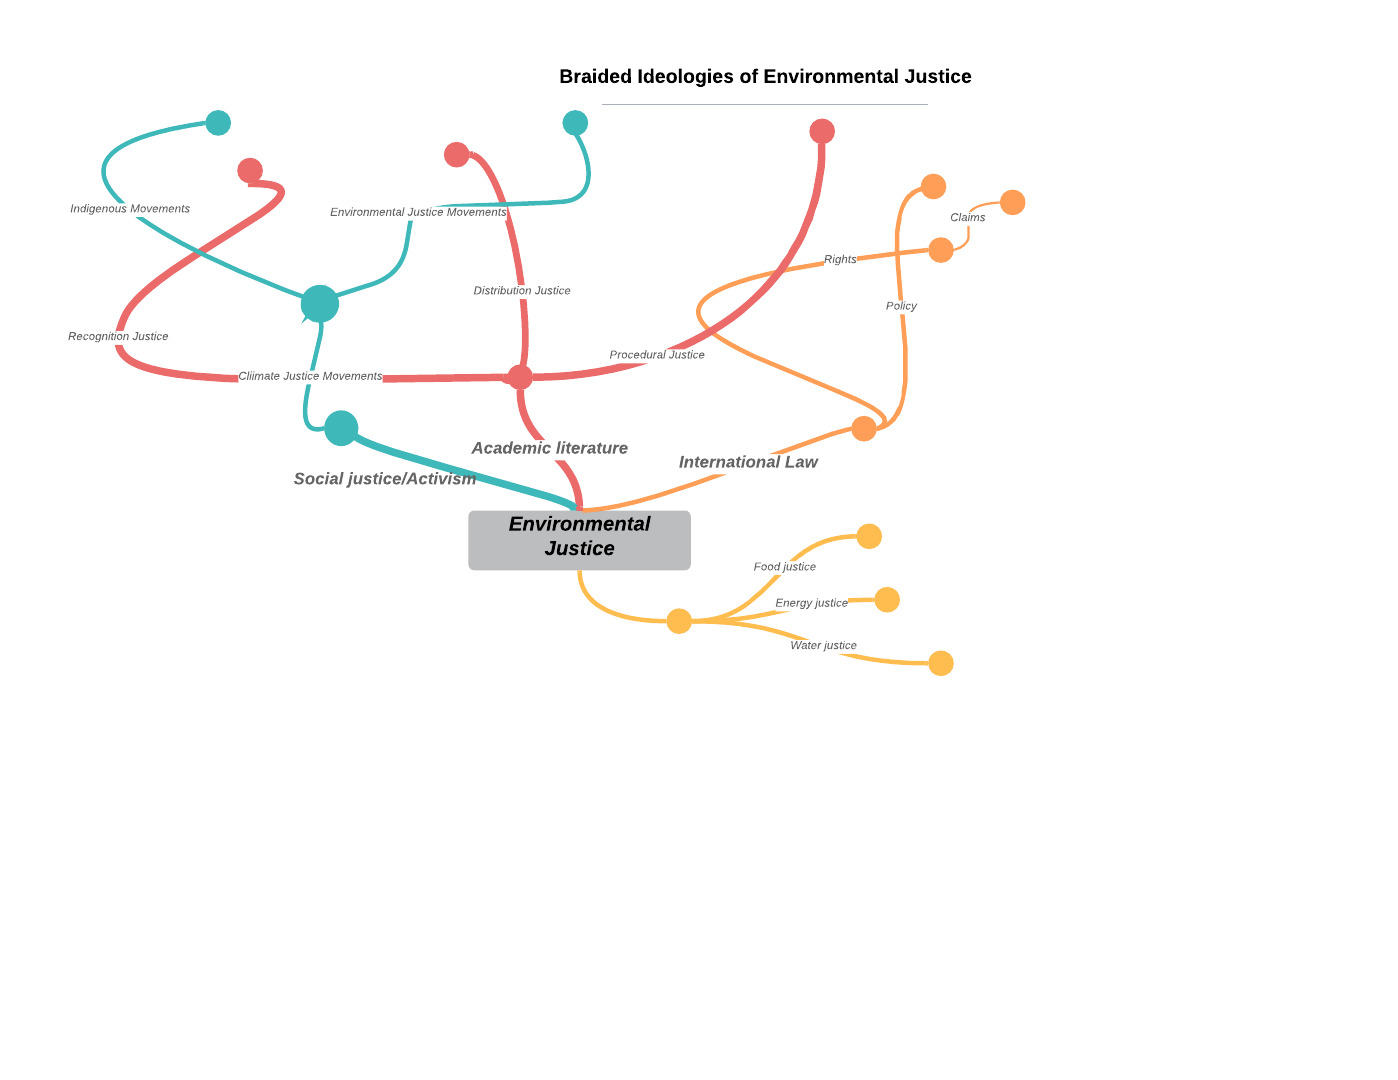 Braided Ideologies of Environmental Justice
Indigenous Movements
Environmental Justice Movements
Claims
Rights
Distribution Justice
Policy
Recognition Justice
Procedural Justice
Cliimate Justice Movements
Academic literature
International Law
Social justice/Activism
Environmental
Justice
Food justice
Energy justice
Water justice